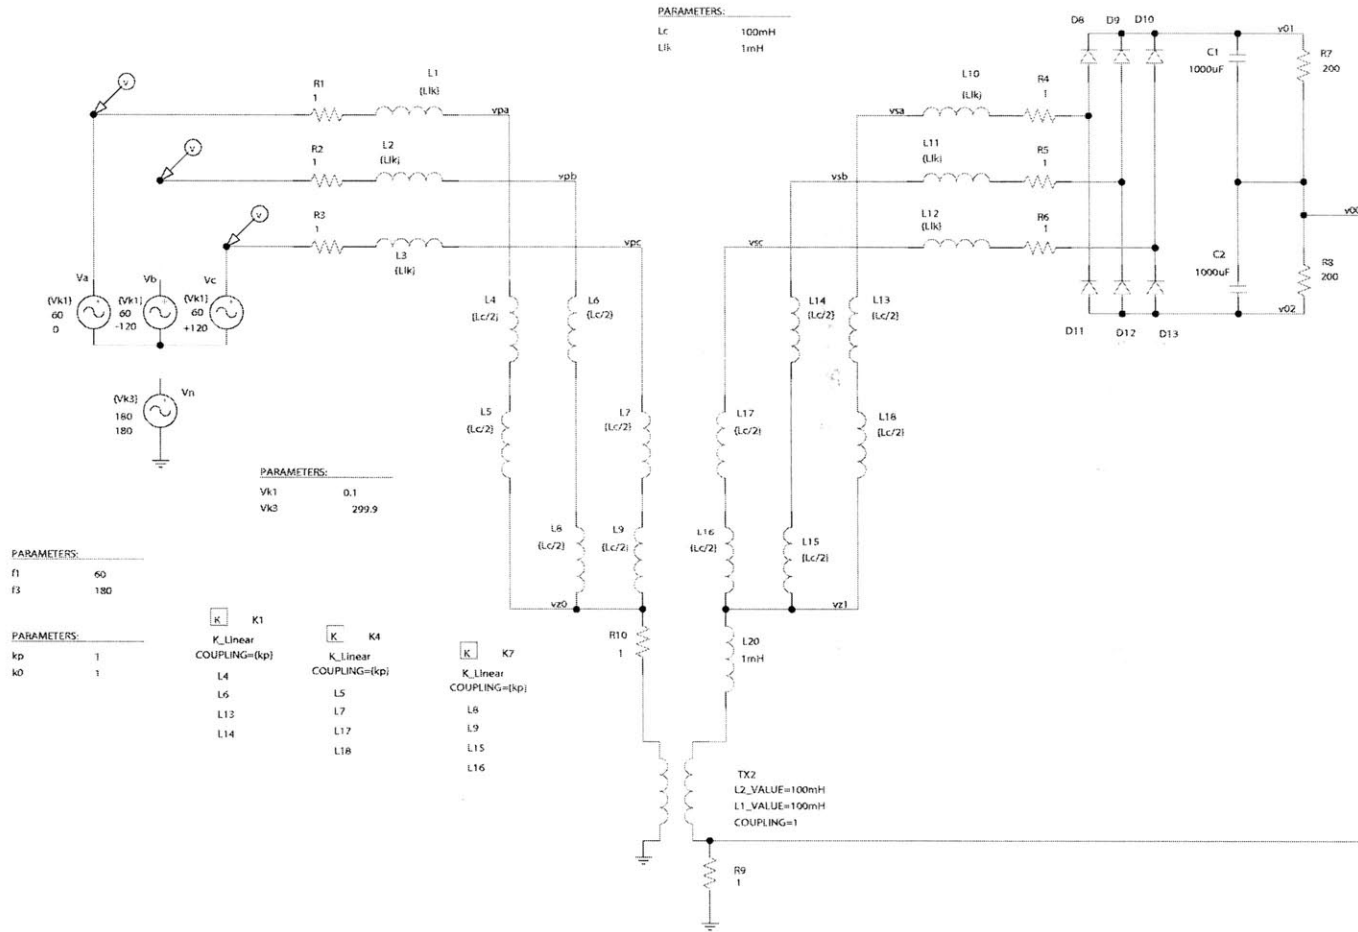 PARAMETERS:
Lc 100mH
Llk 1mH
D8 D9 D10
v01
C1
1000uF
R7
200
R1
1
L1
{Llk}
vpa
vsa
L10
{Llk}
R4
1
R2
1
L2
{Llk}
vpb
vsb
L11
{Llk}
R5
1
R3
1
L3
{Llk}
vpc
vsc
L12
{Llk}
R6
1
v00
C2
1000uF
R8
200
v02
D11 D12 D13
V
V
V
Va
{Vk1}
60
0
Vb
{Vk1}
60
-120
Vc
{Vk1}
60
+120
Vn
{Vk3}
180
180
L4
{Lc/2}
L6
{Lc/2}
L14
{Lc/2}
L13
{Lc/2}
L5
{Lc/2}
L7
{Lc/2}
L17
{Lc/2}
L18
{Lc/2}
L8
{Lc/2}
L9
{Lc/2}
L16
{Lc/2}
L15
{Lc/2}
vz0
vz1
PARAMETERS:
Vk1 0.1
Vk3 299.9
PARAMETERS:
f1 60
f3 180
PARAMETERS:
kp 1
k0 1
K K1
K_Linear
COUPLING={kp}
L4
L6
L13
L14
K K4
K_Linear
COUPLING={kp}
L5
L7
L17
L18
K K7
K_Linear
COUPLING={kp}
L8
L9
L15
L16
R10
1
L20
1mH
TX2
L2_VALUE=100mH
L1_VALUE=100mH
COUPLING=1
R9
1